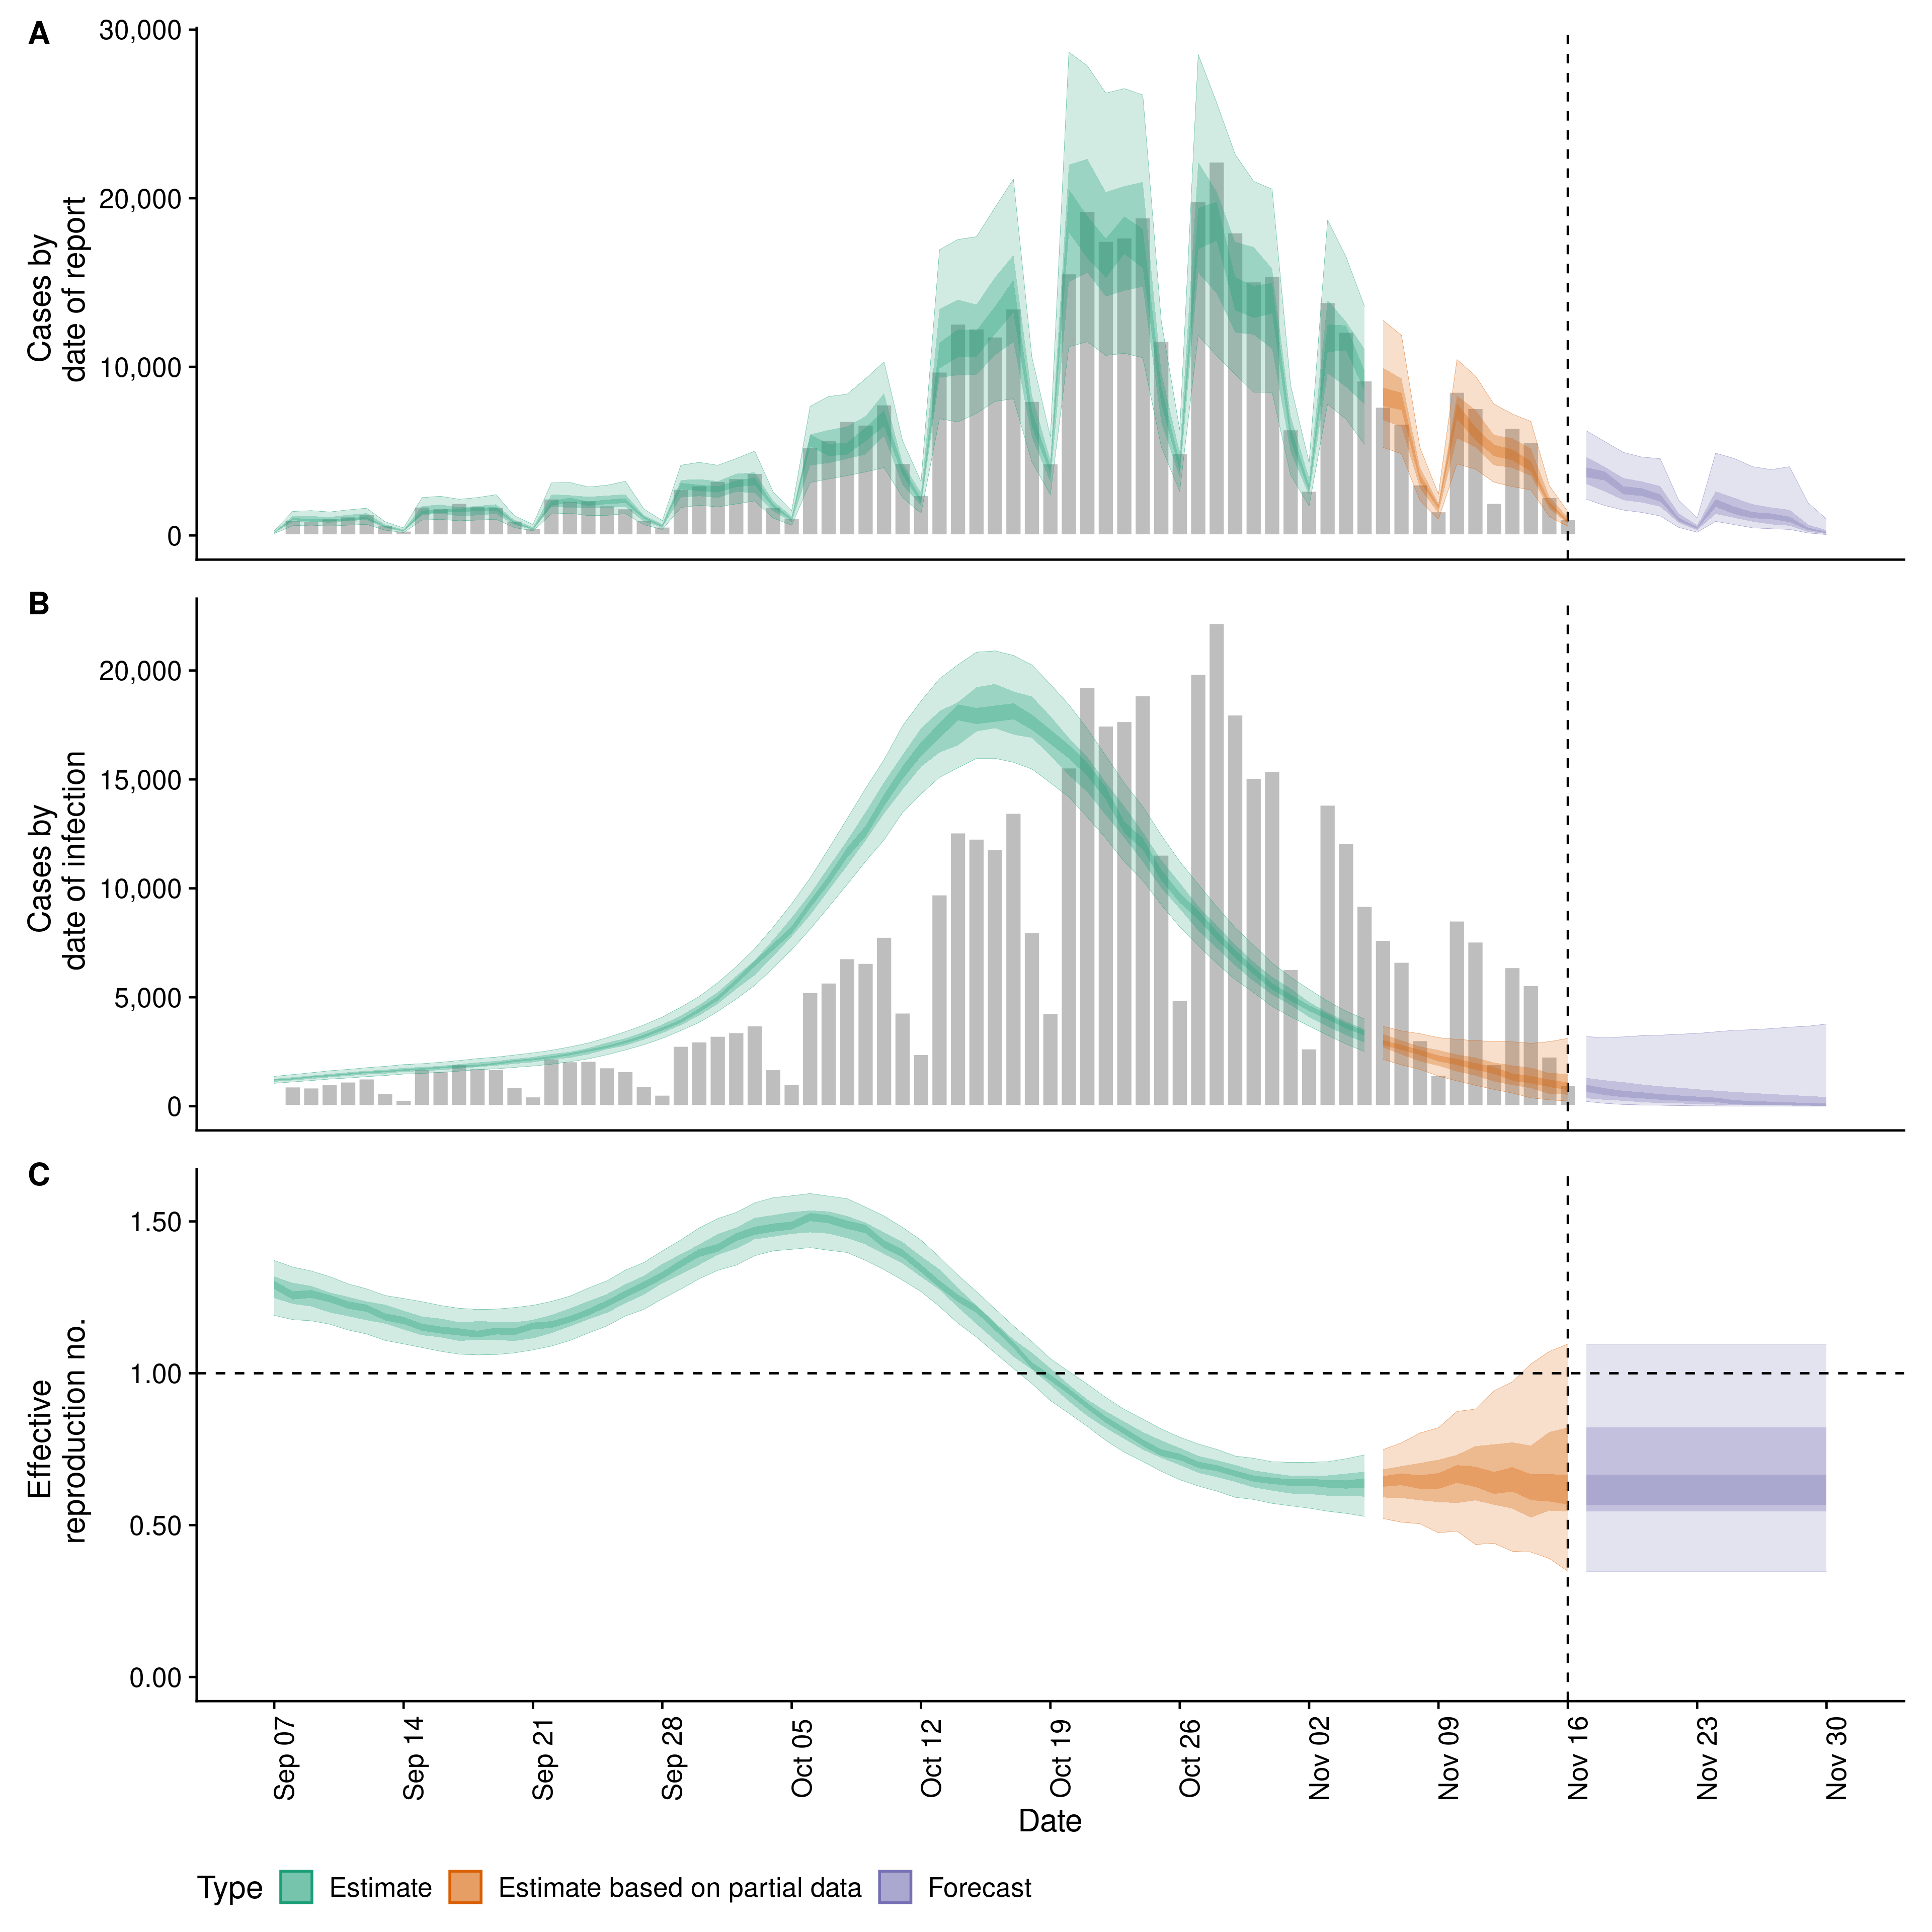 A
30,000
20,000
10,000
0
Cases by
date of report
B
20,000
15,000
10,000
5,000
0
Cases by
date of infection
C
1.50
1.00
0.50
0.00
Effective
reproduction no.
Sep 07
Sep 14
Sep 21
Sep 28
Oct 05
Oct 12
Oct 19
Oct 26
Nov 02
Nov 09
Nov 16
Nov 23
Nov 30
Date
Type Estimate Estimate based on partial data Forecast